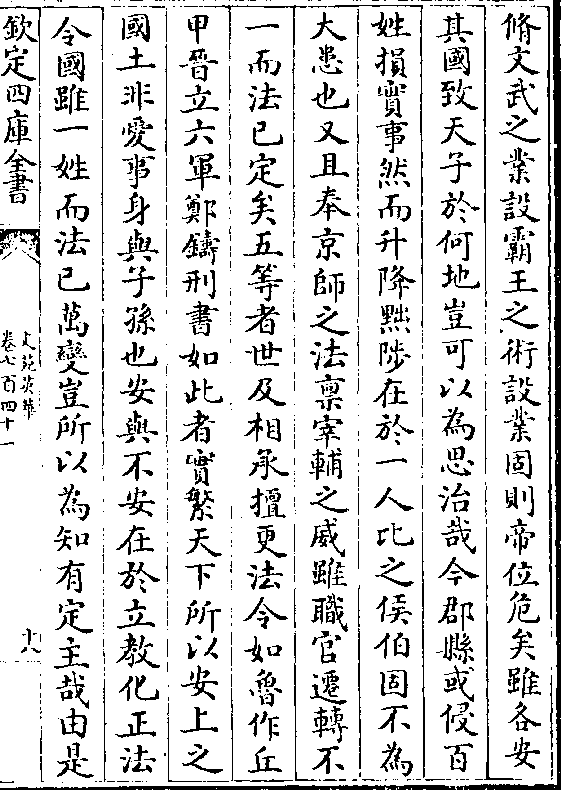 脩文武之業設霸王之術設業固則帝位危矣雖各安
其國致天子於何地豈可以為思治哉今郡縣或侵百
姓損實事然而升降黜陟在於一人比之侯伯固不為
大患也又且奉京師之法禀宰輔之威雖職官遷轉不
一而法已定矣五等者世及相承擅更法令如魯作丘
甲晉立六軍鄭鑄刑書如此者實繁天下所以安上之
國土非愛事身與子孫也安與不安在於立教化正法
令國雖一姓而法已萬變豈所以為知有定主哉由是
欽定四庫全書
文苑英華
卷七百四十一
十八